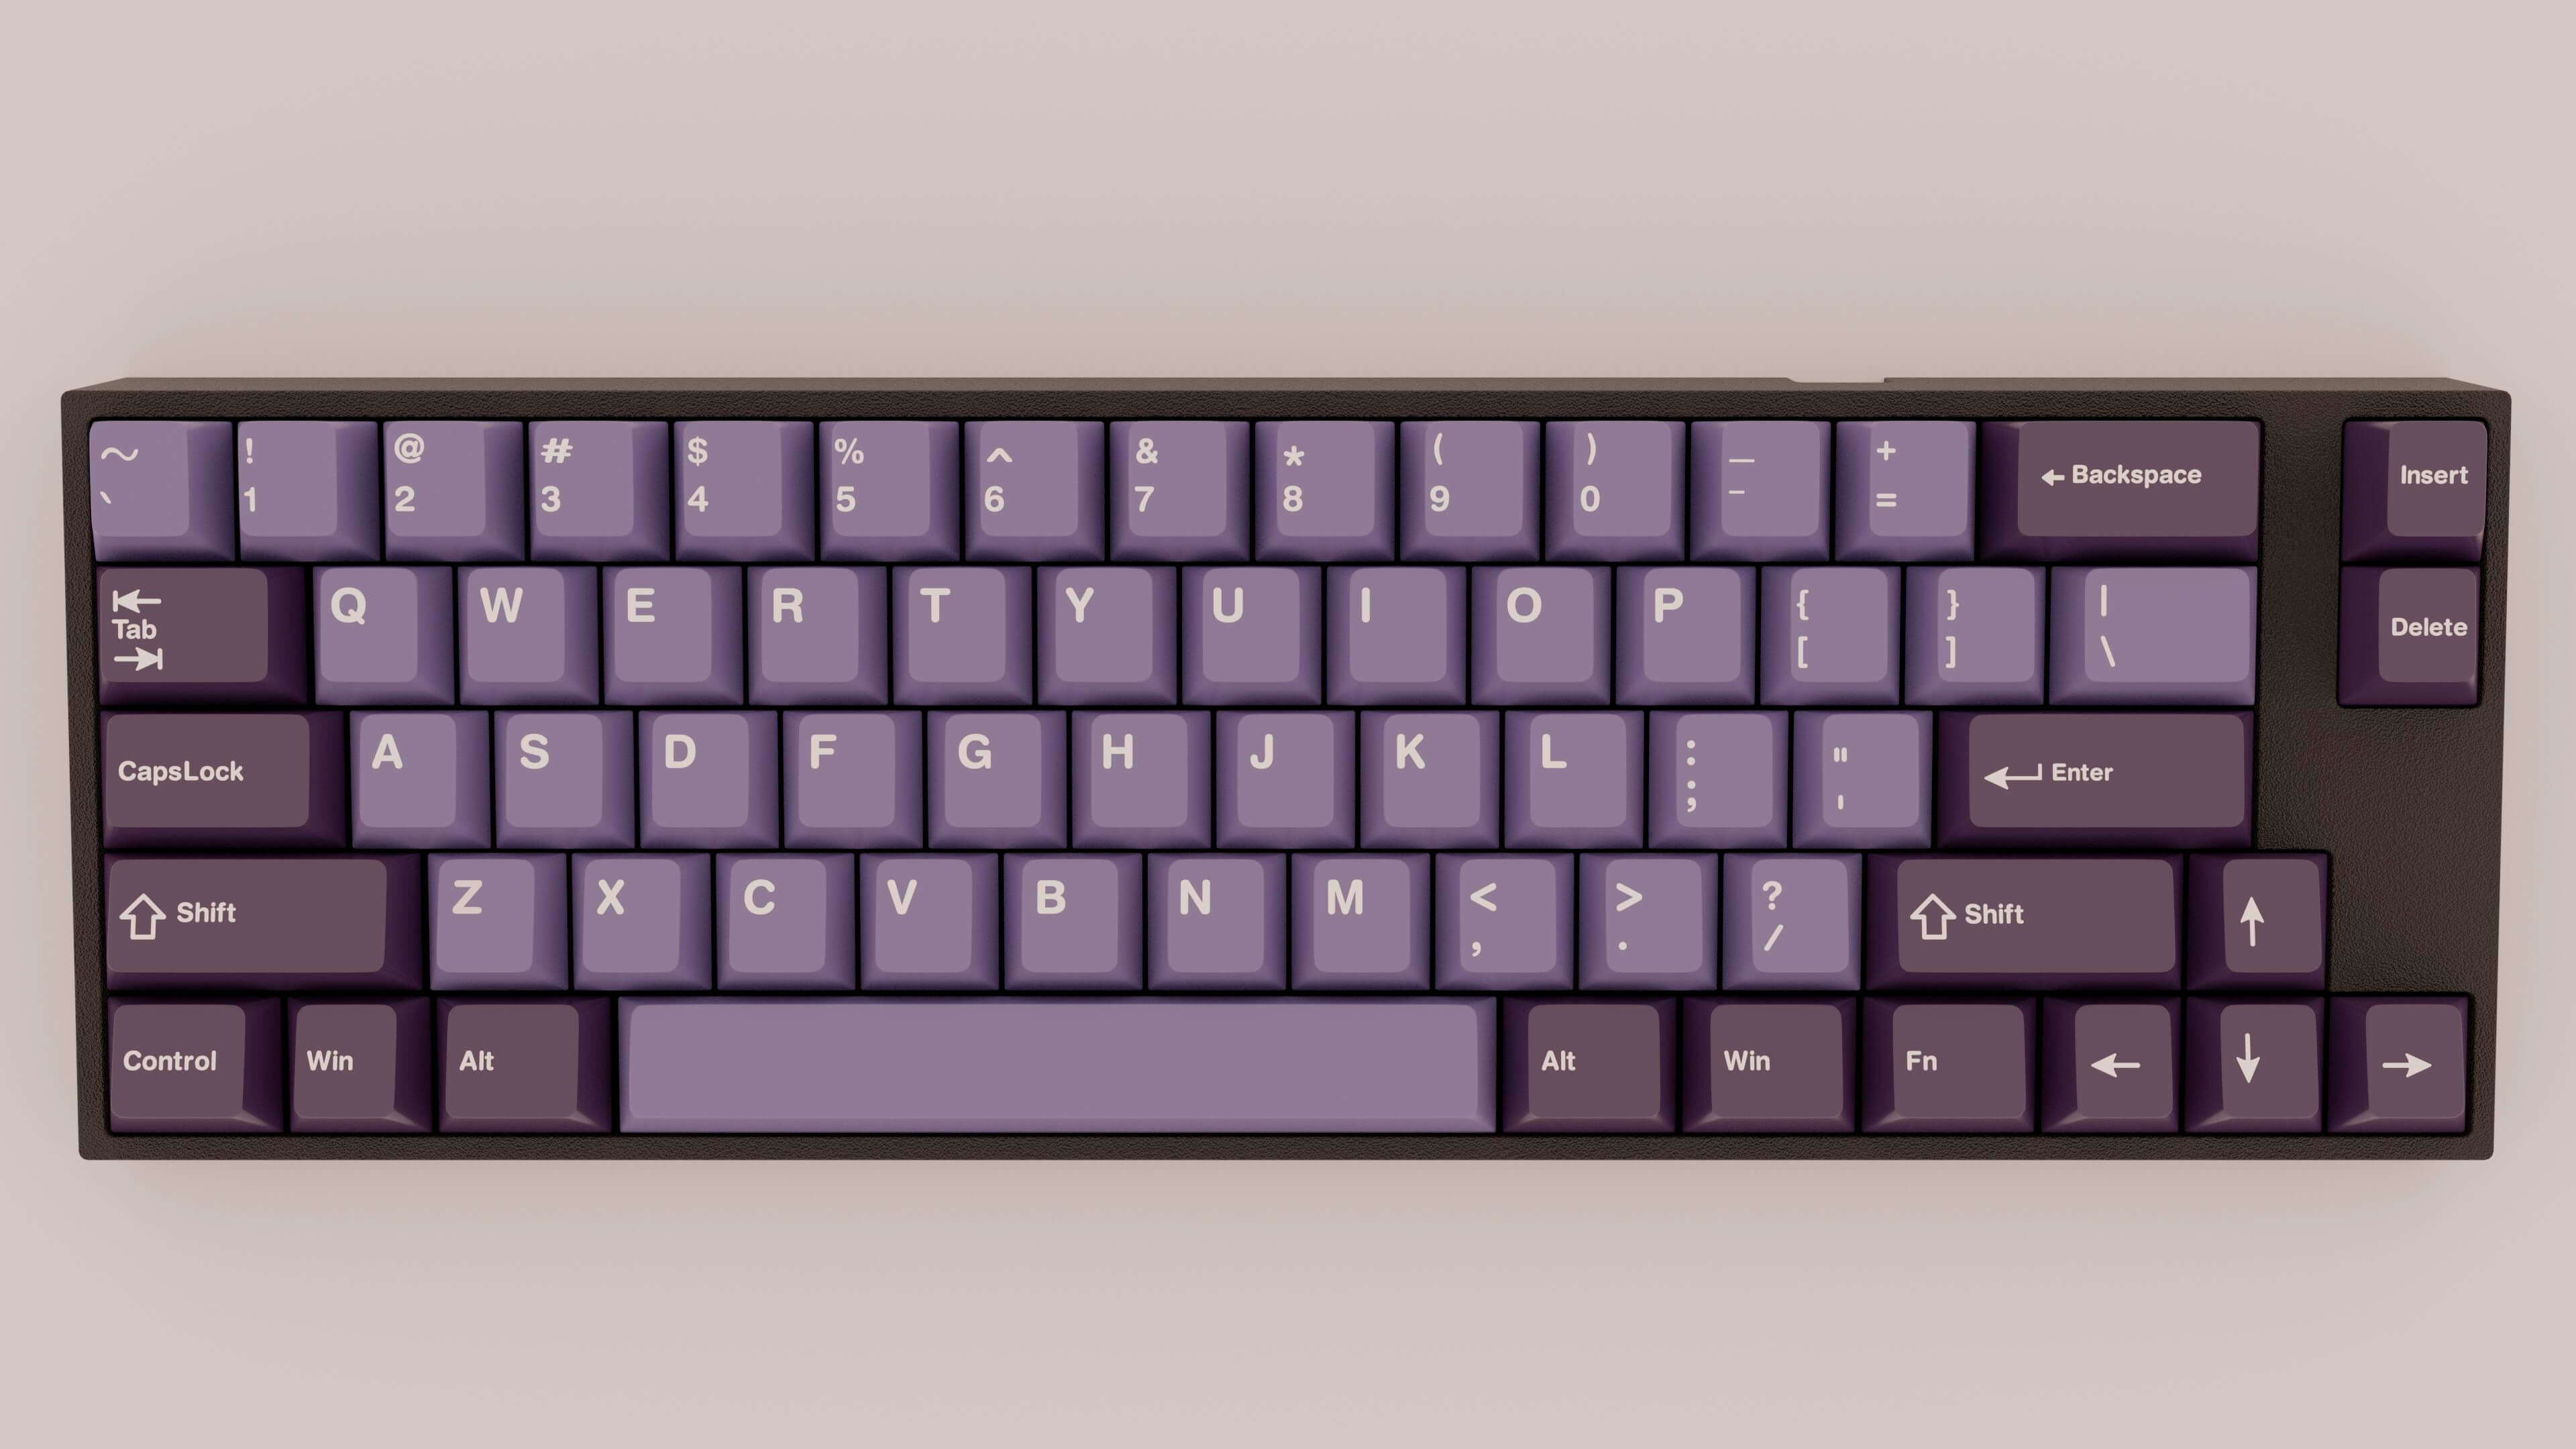 ~ ! @ # $ % ^ & * ( ) _ +
` 1 2 3 4 5 6 7 8 9 0 - = ← Backspace Insert
⇤ Tab ⇥ Q W E R T Y U I O P { [ } ] | \ Delete
CapsLock A S D F G H J K L : ; " ' ↵ Enter
⇧ Shift Z X C V B N M < , > . ? / ⇧ Shift ↑
Control Win Alt Alt Win Fn ← ↓ →